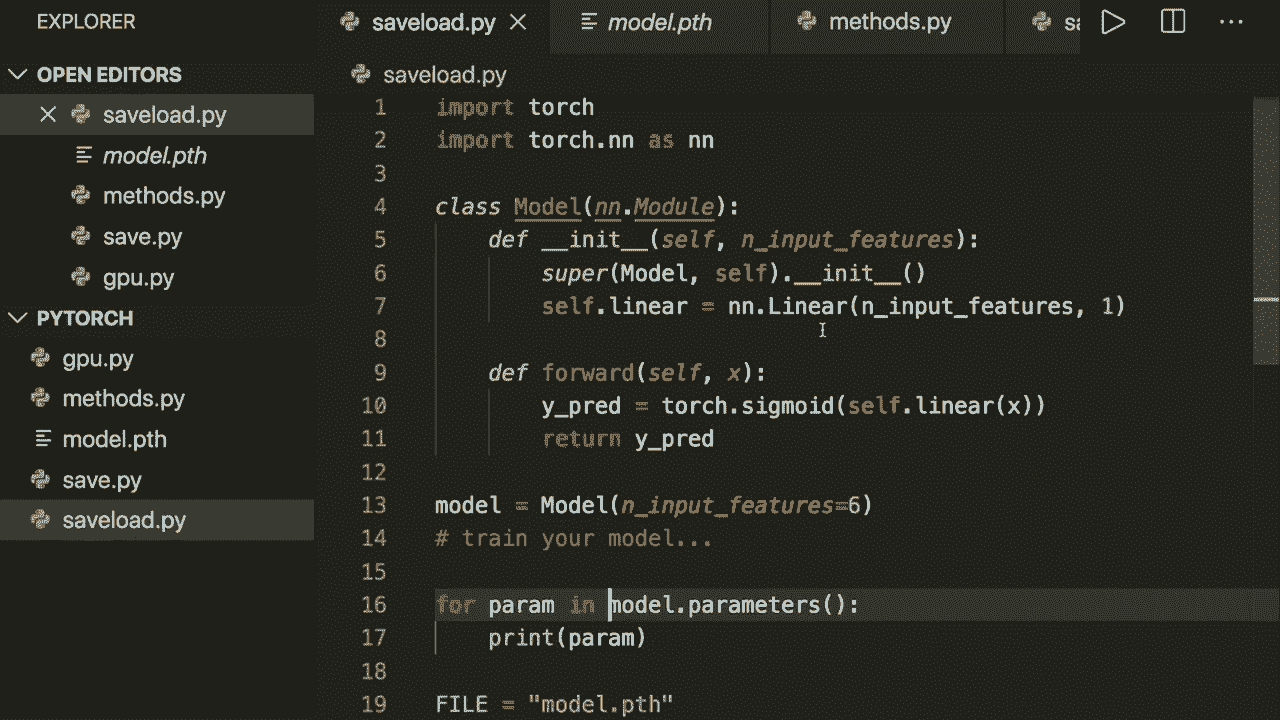 EXPLORER
OPEN EDITORS
saveload.py
model.pth
methods.py
save.py
gpu.py
PYTORCH
gpu.py
methods.py
model.pth
save.py
saveload.py
saveload.py
model.pth
methods.py
sa
saveload.py
1 import torch
2 import torch.nn as nn
3
4 class Model(nn.Module):
5 def __init__(self, n_input_features):
6 super(Model, self).__init__()
7 self.linear = nn.Linear(n_input_features, 1)
8
9 def forward(self, x):
10 y_pred = torch.sigmoid(self.linear(x))
11 return y_pred
12
13 model = Model(n_input_features=6)
14 # train your model...
15
16 for param in model.parameters():
17 print(param)
18
19 FILE = "model.pth"